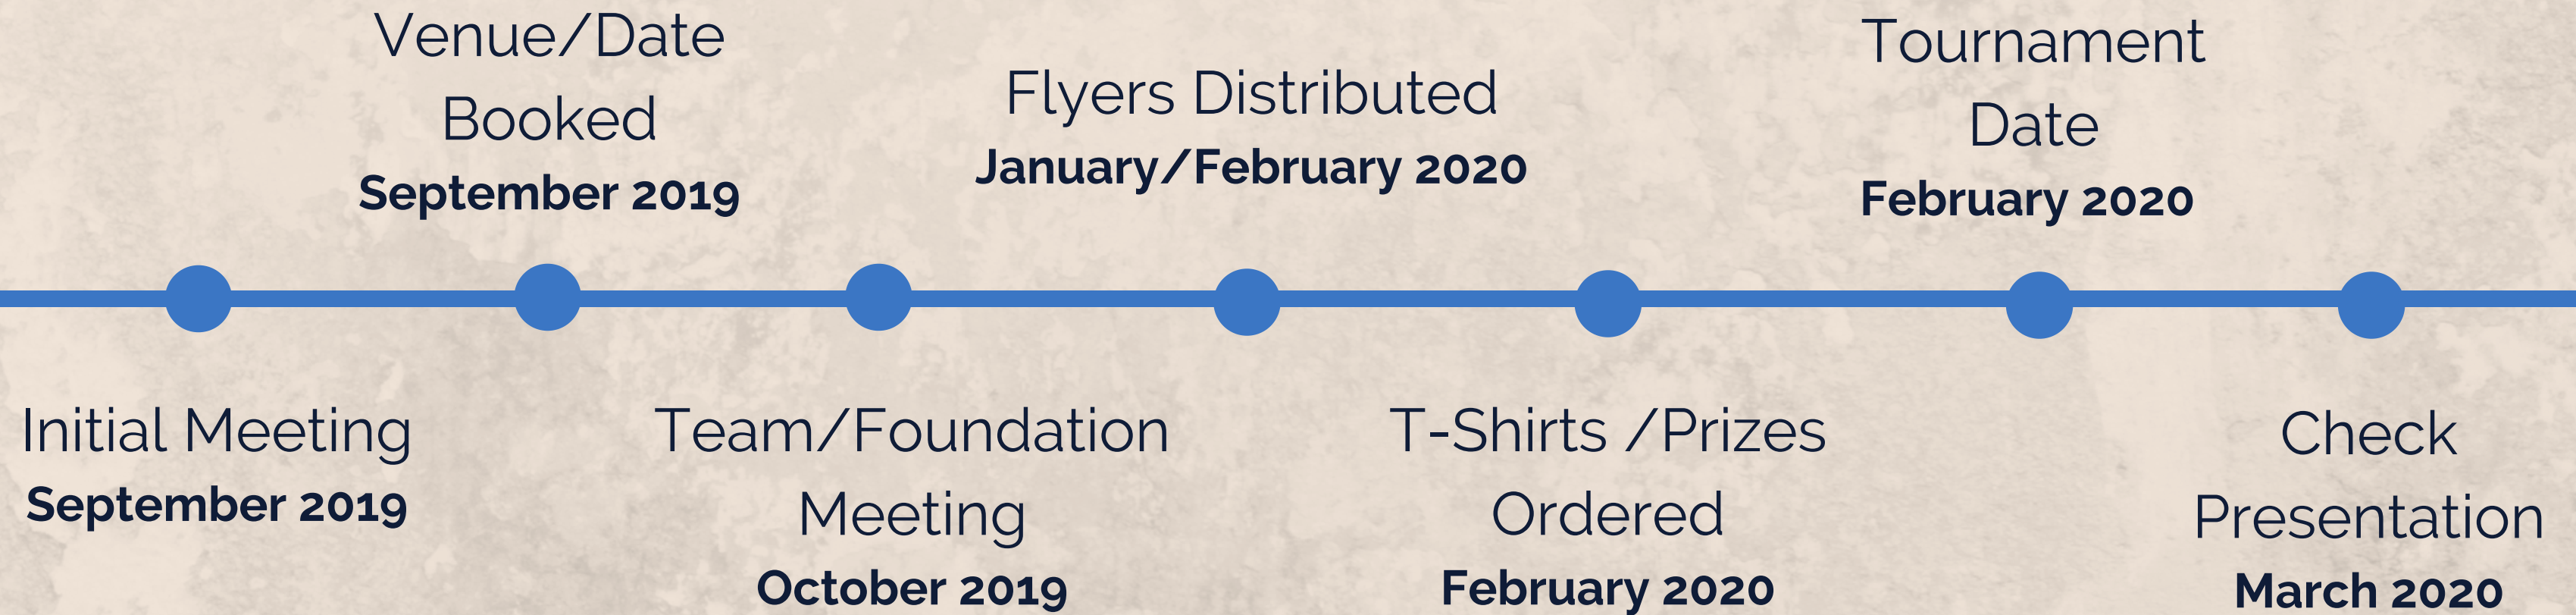 Initial Meeting
September 2019
Venue/Date
Booked
September 2019
Team/Foundation
Meeting
October 2019
Flyers Distributed
January/February 2020
T-Shirts /Prizes
Ordered
February 2020
Tournament
Date
February 2020
Check
Presentation
March 2020